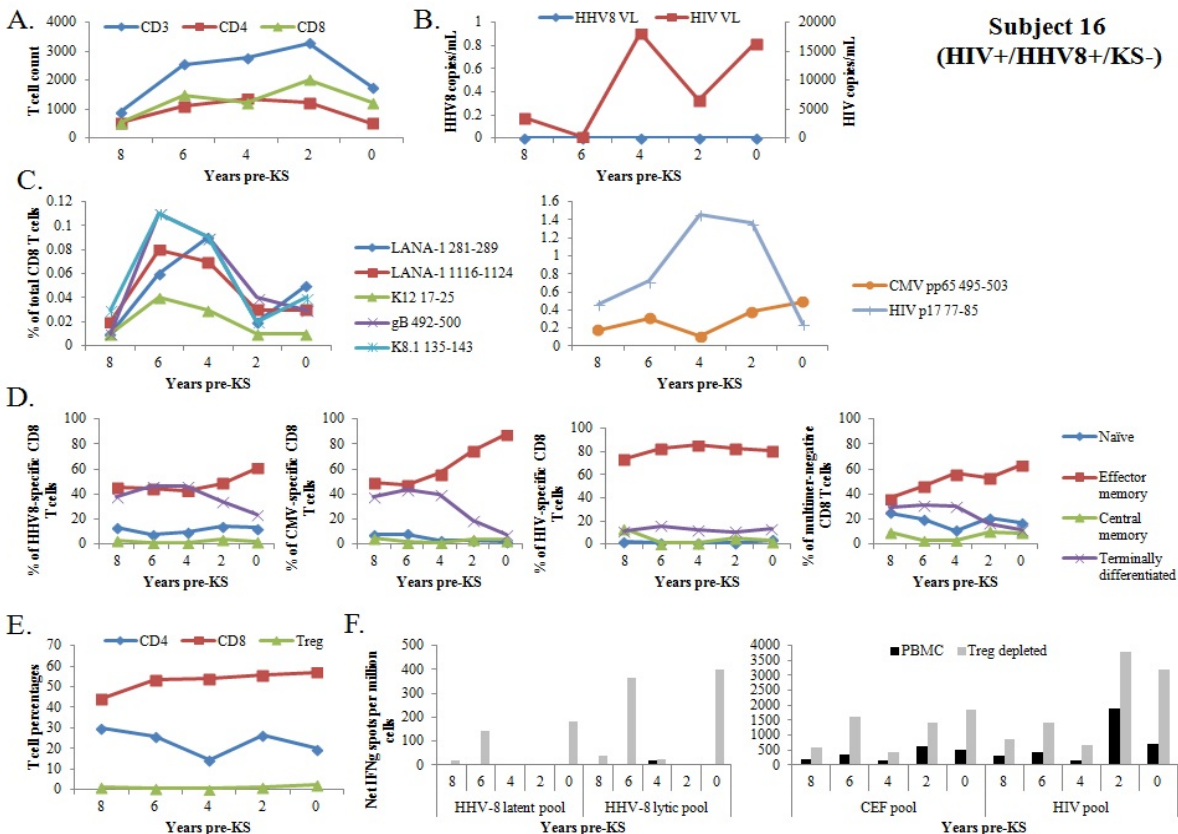 Subject 16
(HIV+/HHV8+/KS-)
A.
CD3 CD4 CD8
T cell count
4000
3000
2000
1000
0
8 6 4 2 0
Years pre-KS
B.
HHV8 VL HIV VL
HHV8 copies/mL
1
0.8
0.6
0.4
0.2
0
20000
15000
10000
5000
0
HIV copies/mL
8 6 4 2 0
Years pre-KS
C.
% of total CD8 T cells
0.12
0.1
0.08
0.06
0.04
0.02
0
8 6 4 2 0
Years pre-KS
LANA-1 281-289
LANA-1 1116-1124
K12 17-25
gB 492-500
K8.1 135-143
1.6
1.4
1.2
1
0.8
0.6
0.4
0.2
0
8 6 4 2 0
Years pre-KS
CMV pp65 495-503
HIV p17 77-85
D.
% of HHV8-specific CD8
T cells
100
80
60
40
20
0
8 6 4 2 0
Years pre-KS
% of CMV-specific CD8
T cells
100
80
60
40
20
0
8 6 4 2 0
Years pre-KS
% of HIV-specific CD8
T cells
100
80
60
40
20
0
8 6 4 2 0
Years pre-KS
% of multimer-negative
CD8 T cells
100
80
60
40
20
0
8 6 4 2 0
Years pre-KS
Naïve
Effector
memory
Central
memory
Terminally
differentiated
E.
CD4 CD8 Treg
T cell percentages
70
60
50
40
30
20
10
0
8 6 4 2 0
Years pre-KS
F.
Net IFNg spots per million
cells
500
400
300
200
100
0
8 6 4 2 0 8 6 4 2 0
HHV-8 latent pool HHV-8 lytic pool
Years pre-KS
PBMC Treg depleted
4000
3500
3000
2500
2000
1500
1000
500
0
8 6 4 2 0 8 6 4 2 0
CEF pool HIV pool
Years pre-KS